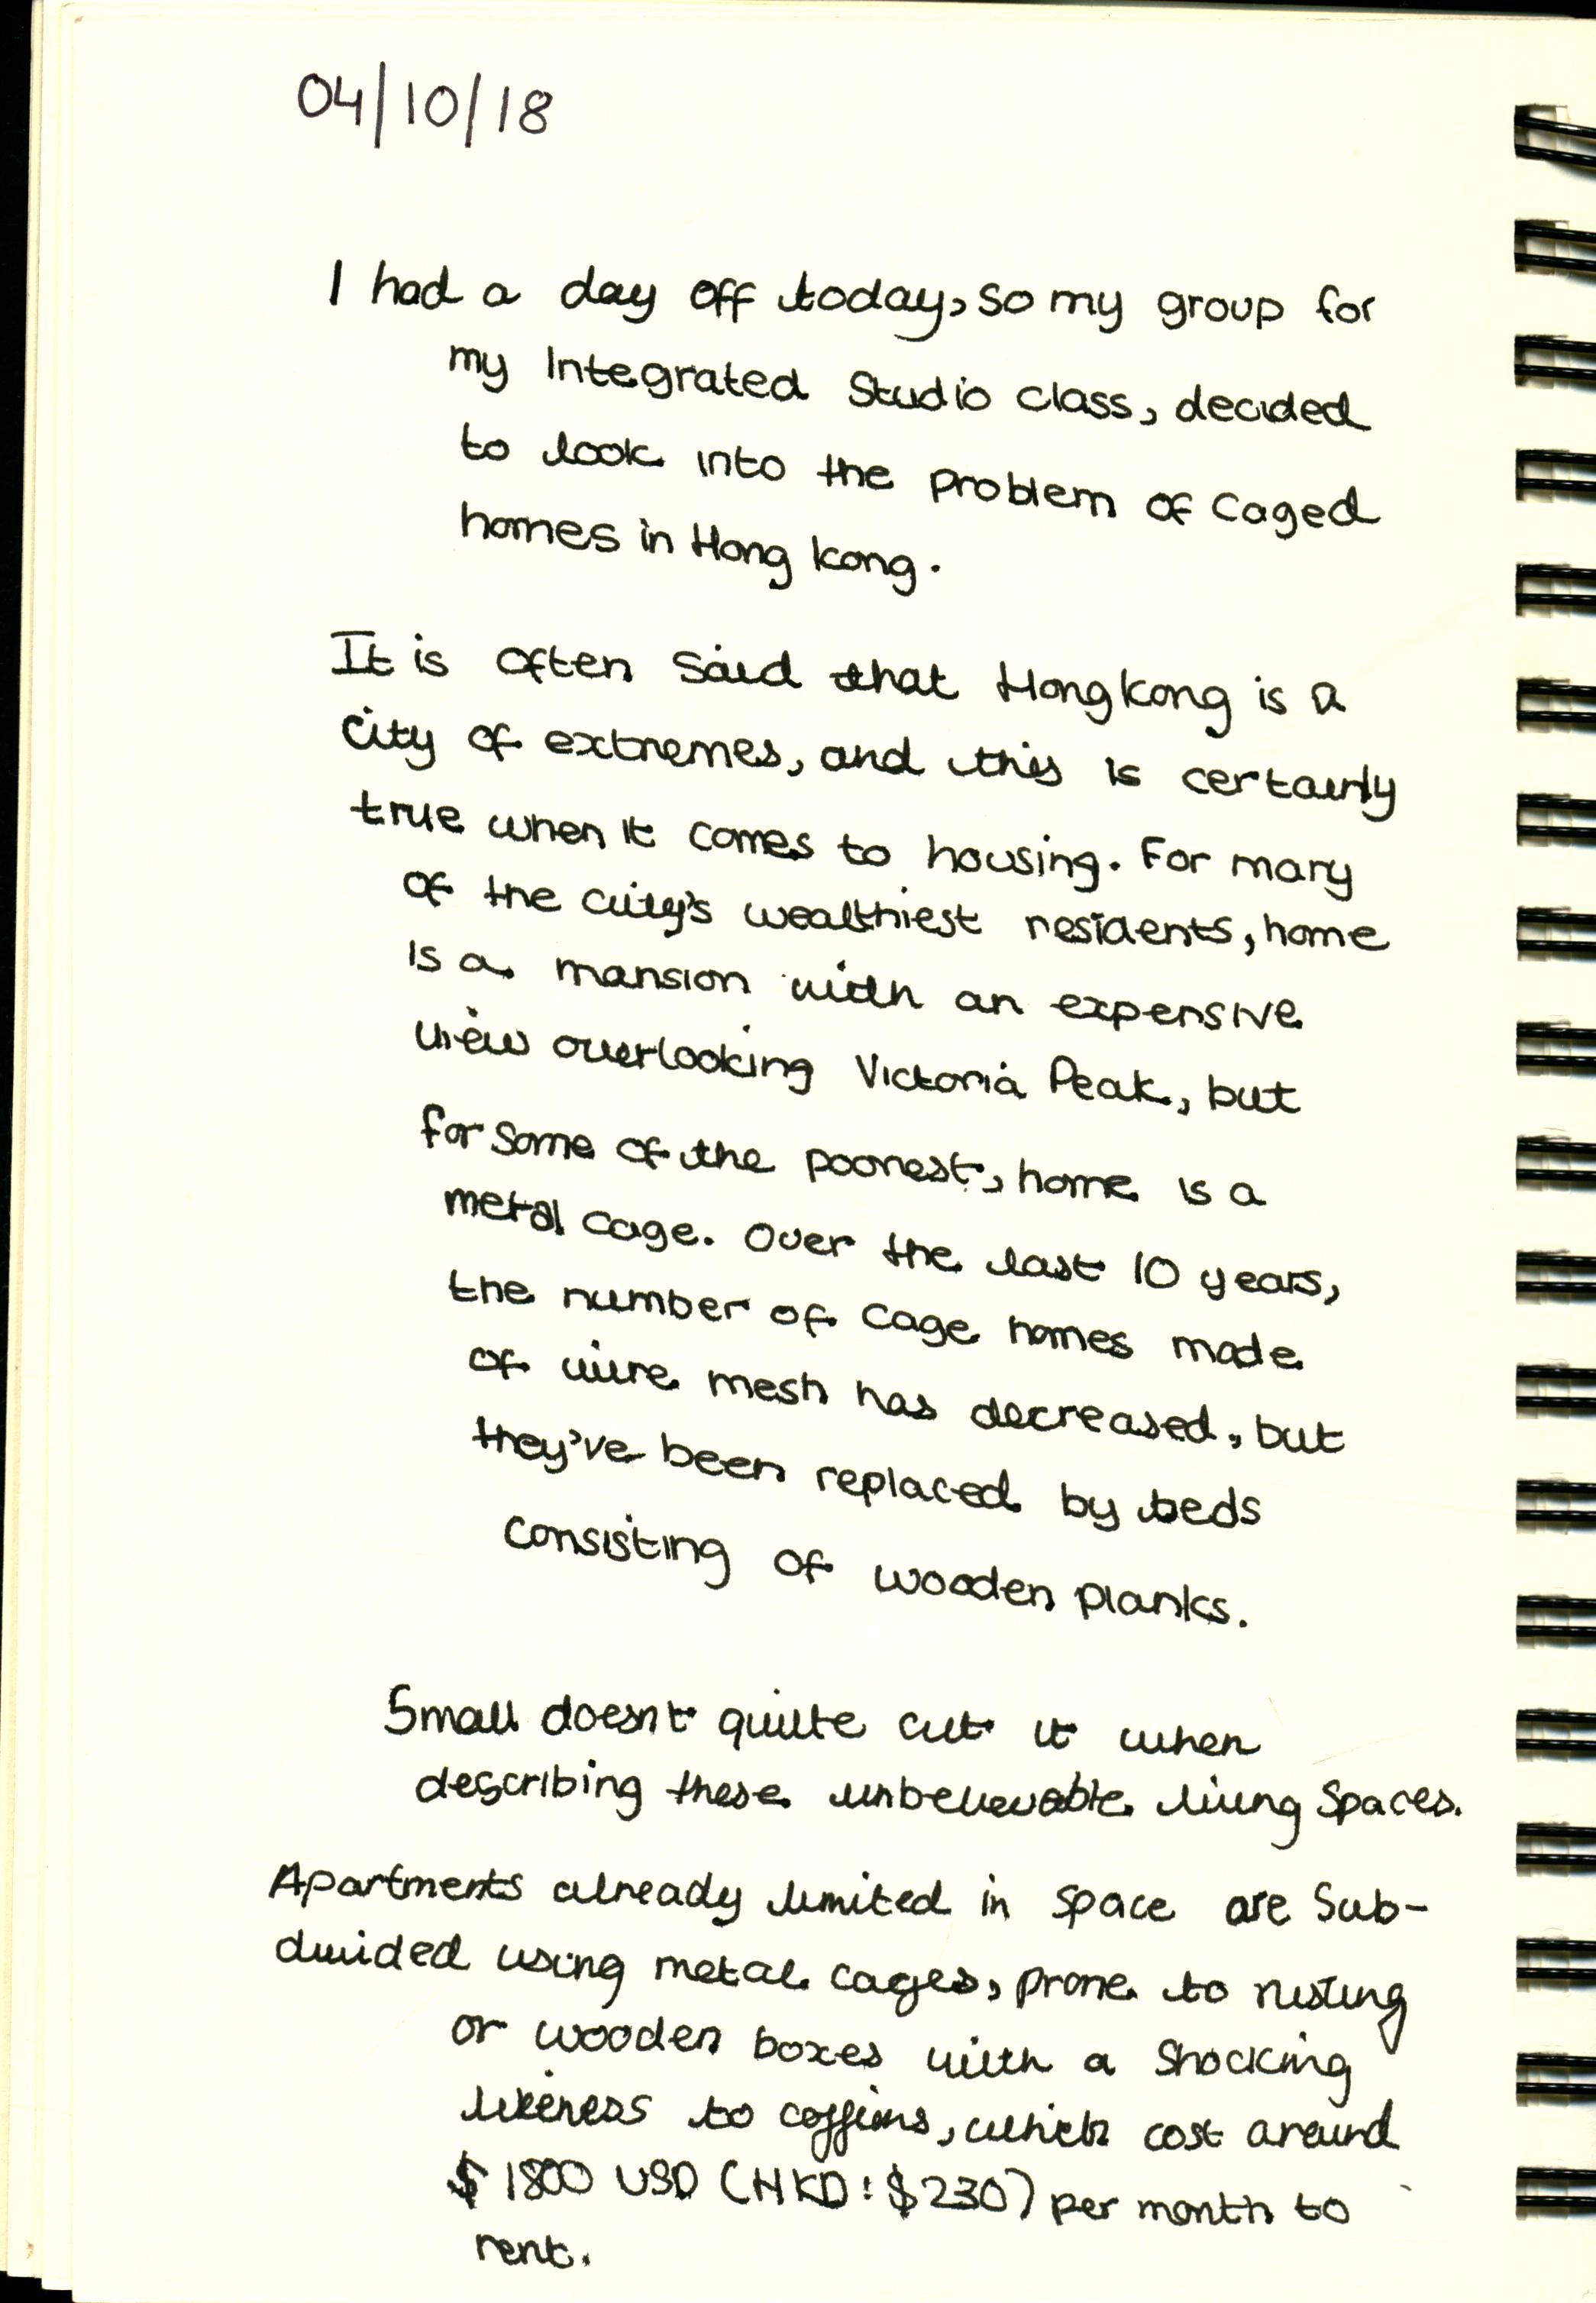 04/10/18
I had a day off today, so my group for
my Integrated Studio class, decided
to look into the problem of Caged
homes in Hong kong.
It is often said that Hong kong is a
city of extremes, and this is certainly
true when it comes to housing. For many
of the city's wealthiest residents, home
is a mansion with an expensive
view overlooking Victoria Peak, but
for some of the poorest, home is a
metal cage. Over the last 10 years,
the number of Cage homes made
of wire mesh has decreased, but
they've been replaced by beds
consisting of wooden planks.
Small doesn't quite cut it when
describing these unbelievable living spaces.
Apartments already limited in space are Sub-
divided using metal cages, prone to rusting
or wooden boxes with a shocking
likeness to coffins, which cost around
$1800 USD (HKD: $230) per month to
rent.